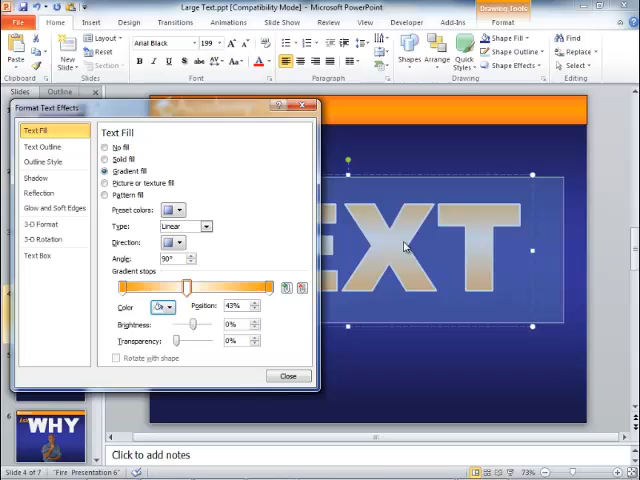 Large Text.ppt [Compatibility Mode] - Microsoft PowerPoint
Drawing Tools
File Home Insert Design Transitions Animations Slide Show Review View Developer Add-Ins Format
Paste
New Slide
Layout
Reset
Section
Arial Black 199
B I U S abc AV Aa A
Shapes Arrange Quick Styles
Shape Fill
Shape Outline
Shape Effects
Find
Replace
Select
Clipboard Slides Font Paragraph Drawing Editing
Slides Outline
Format Text Effects
Text Fill
Text Outline
Outline Style
Shadow
Reflection
Glow and Soft Edges
3-D Format
3-D Rotation
Text Box
Text Fill
No fill
Solid fill
Gradient fill
Picture or texture fill
Pattern fill
Preset colors:
Type: Linear
Direction:
Angle: 90°
Gradient stops
Color Position: 43%
Brightness: 0%
Transparency: 0%
Rotate with shape
Close
EXT
6
WHY
Click to add notes
Slide 4 of 7 "Fire Presentation 6" 73%